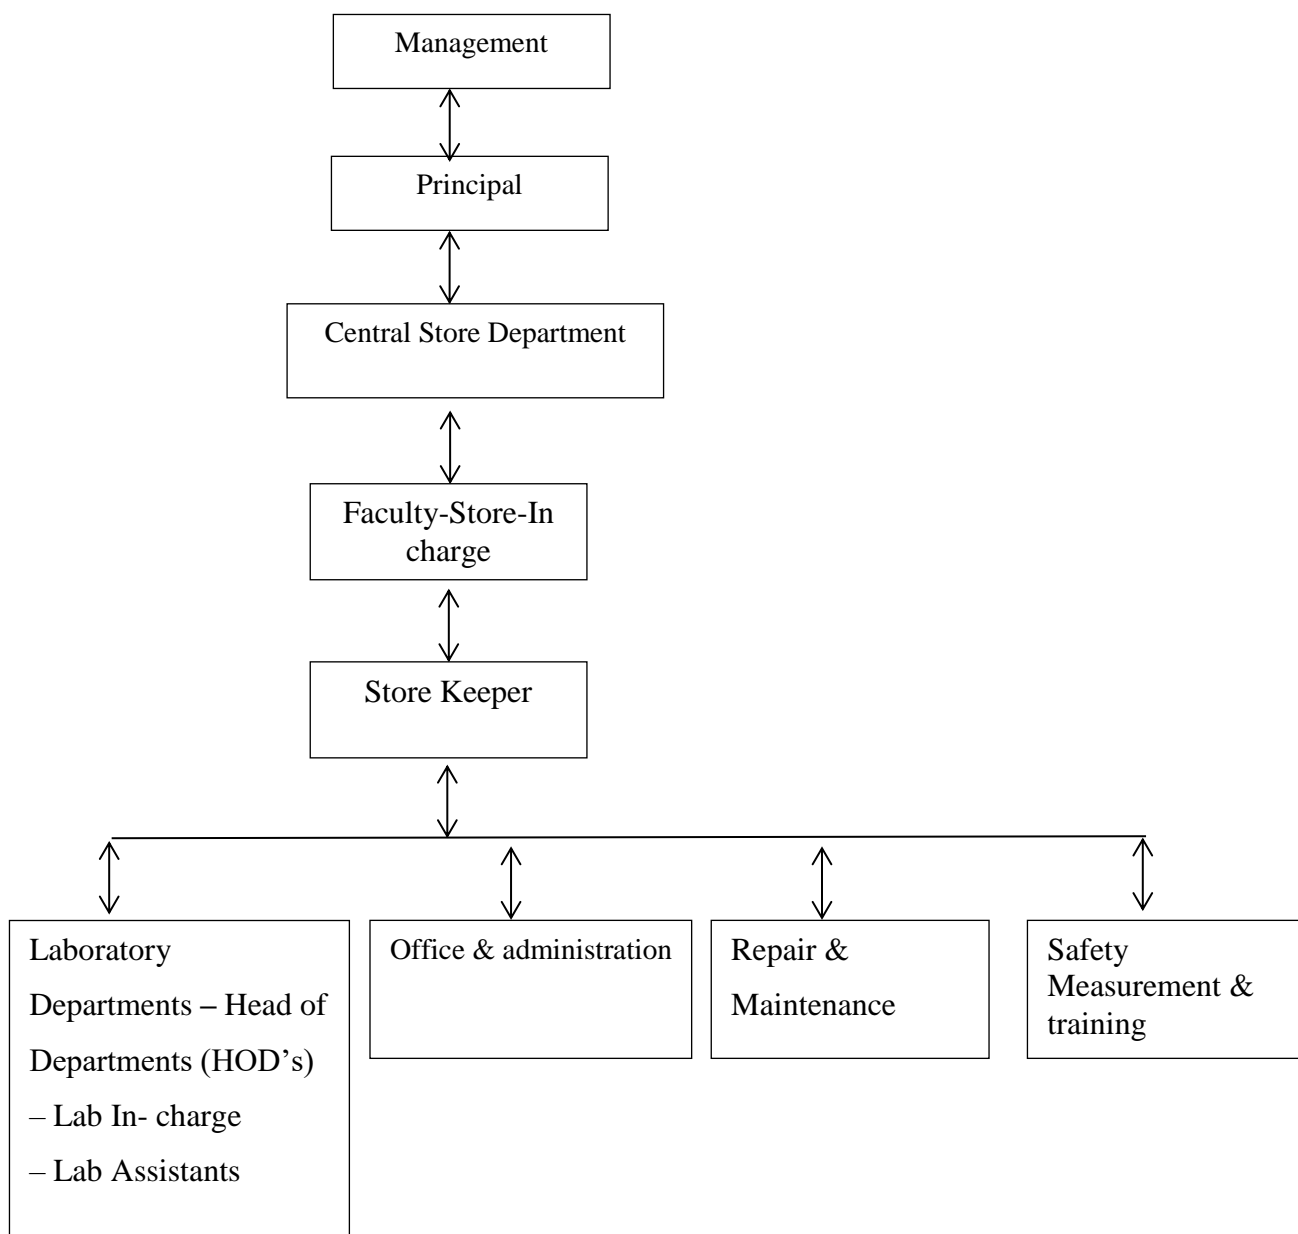 Management
Principal
Central Store Department
Faculty-Store-In
charge
Store Keeper
Laboratory
Departments – Head of
Departments (HOD’s)
– Lab In- charge
– Lab Assistants
Office & administration
Repair &
Maintenance
Safety
Measurement &
training